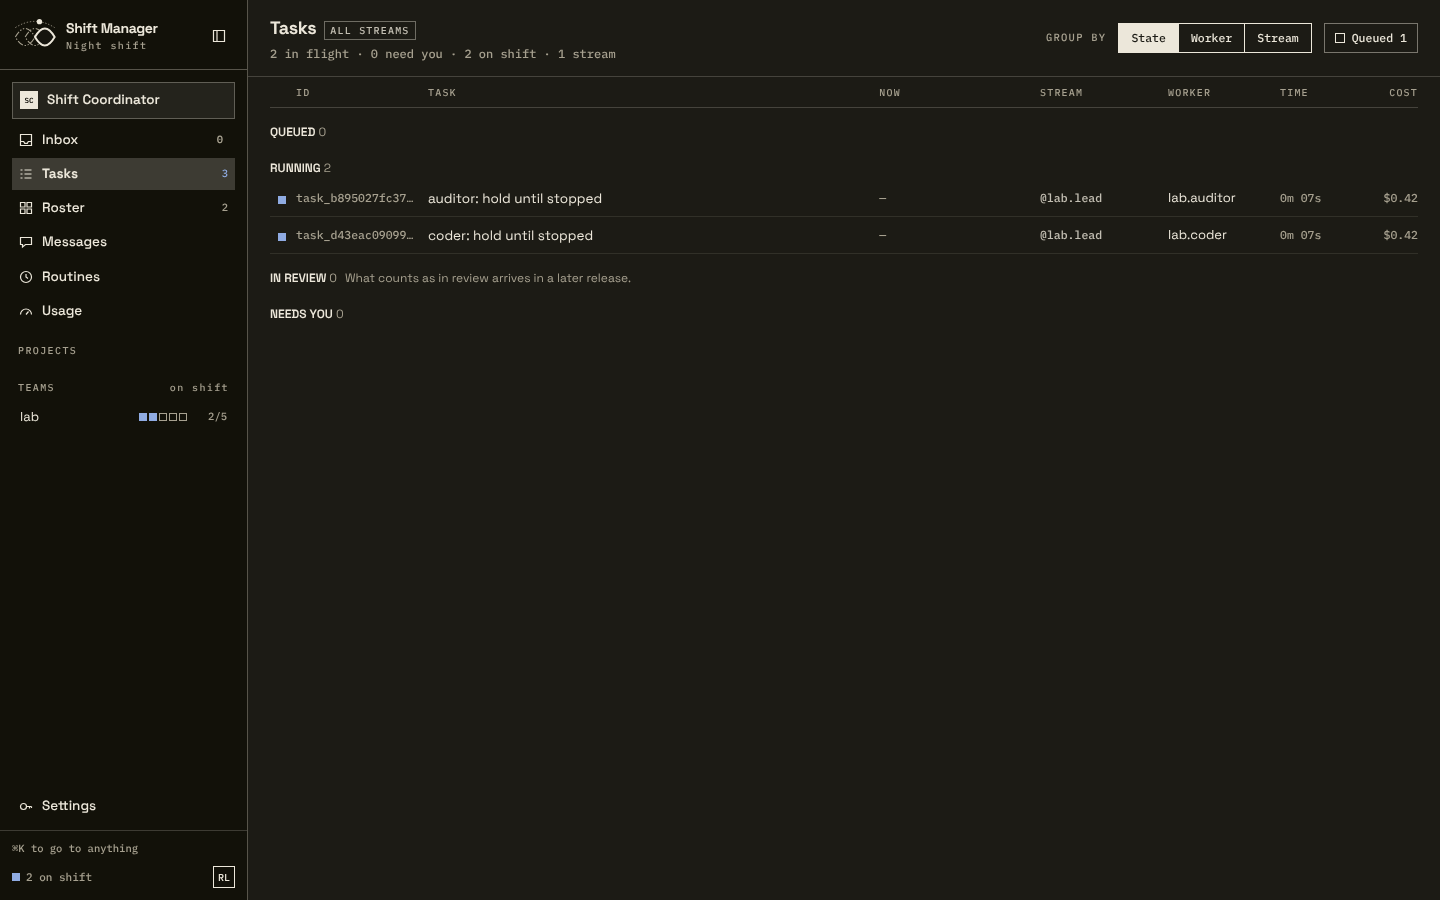 Shift Manager
Night shift
SC Shift Coordinator
Inbox 0
Tasks 3
Roster 2
Messages
Routines
Usage
PROJECTS
TEAMS on shift
lab 2/5
Settings
⌘K to go to anything
2 on shift RL
Tasks ALL STREAMS
2 in flight · 0 need you · 2 on shift · 1 stream
GROUP BY State Worker Stream Queued 1
ID TASK NOW STREAM WORKER TIME COST
QUEUED 0
RUNNING 2
task_b895027fc37… auditor: hold until stopped — @lab.lead lab.auditor 0m 07s $0.42
task_d43eac09099… coder: hold until stopped — @lab.lead lab.coder 0m 07s $0.42
IN REVIEW 0 What counts as in review arrives in a later release.
NEEDS YOU 0